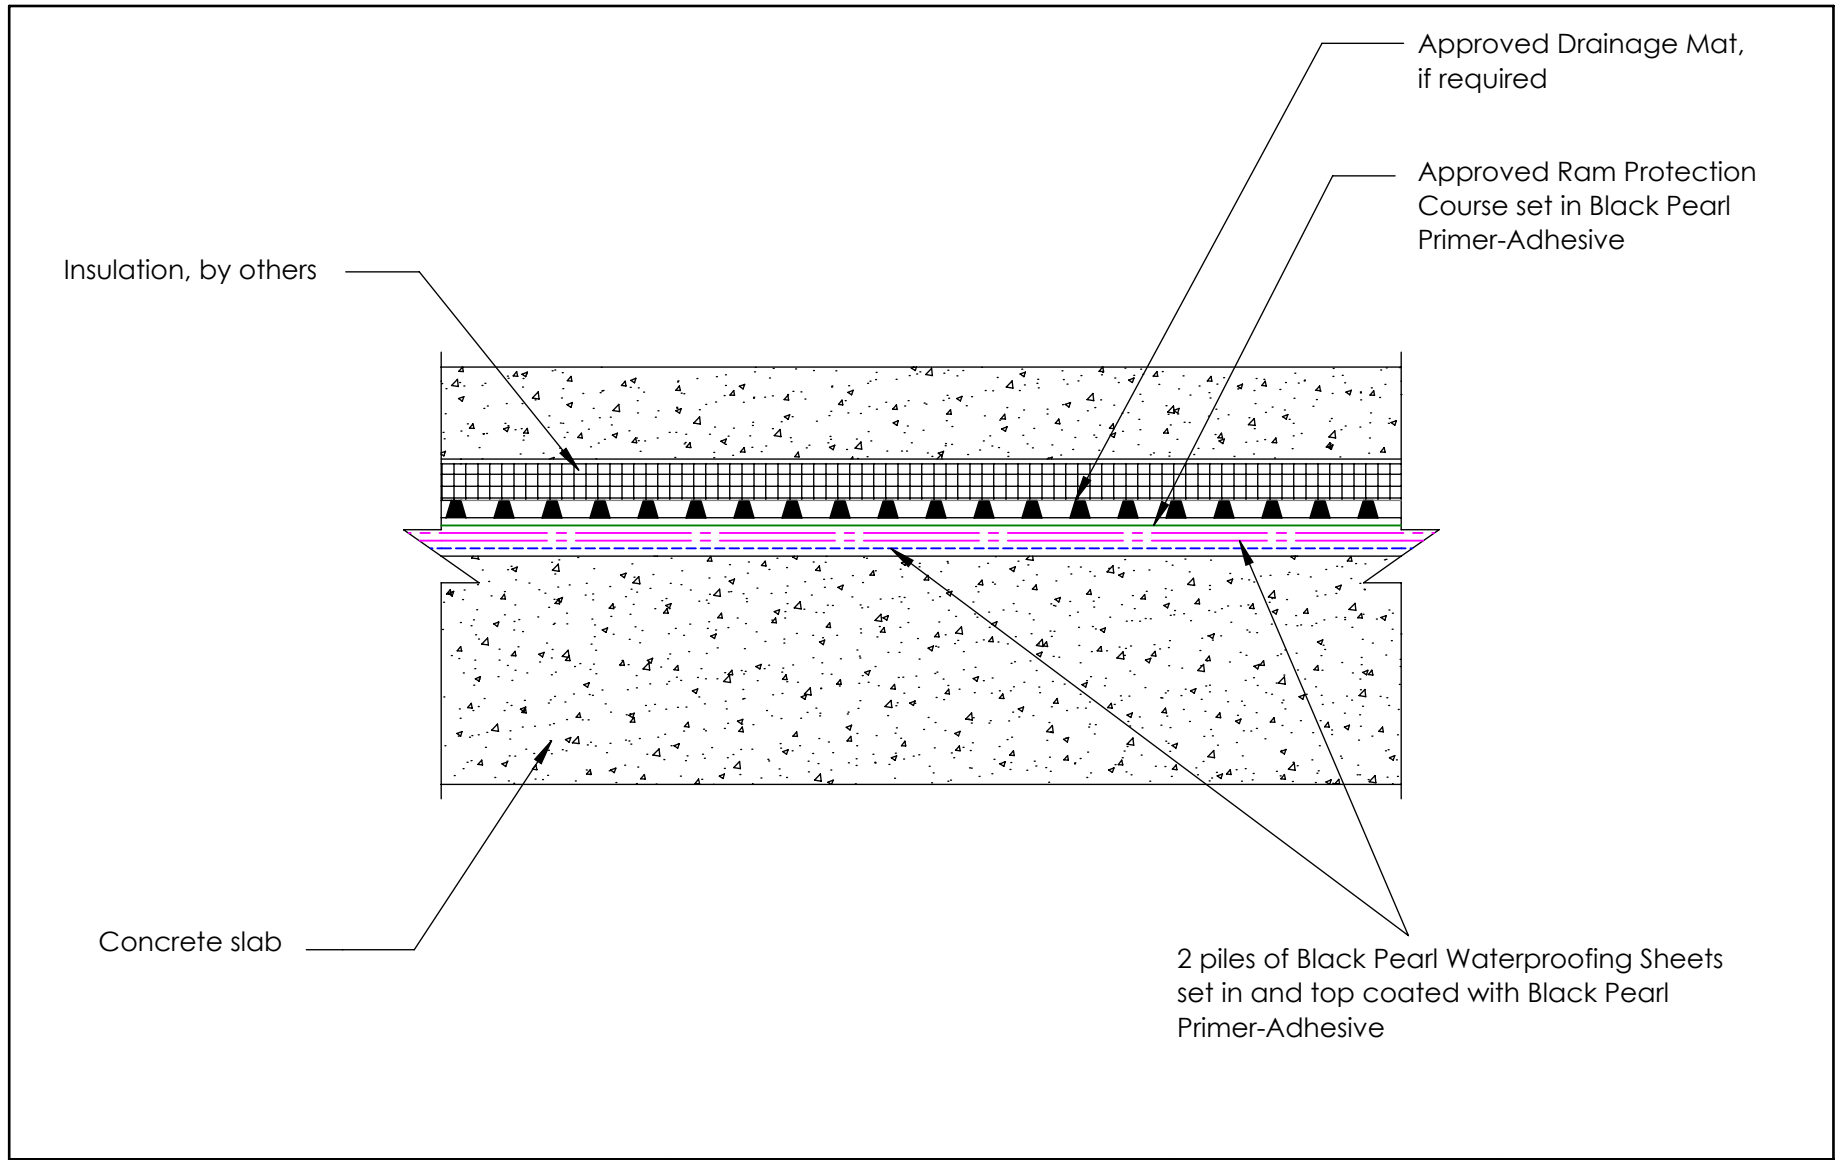 Approved Drainage Mat,
if required
Approved Ram Protection
Course set in Black Pearl
Primer-Adhesive
Insulation, by others
Concrete slab
2 piles of Black Pearl Waterproofing Sheets
set in and top coated with Black Pearl
Primer-Adhesive